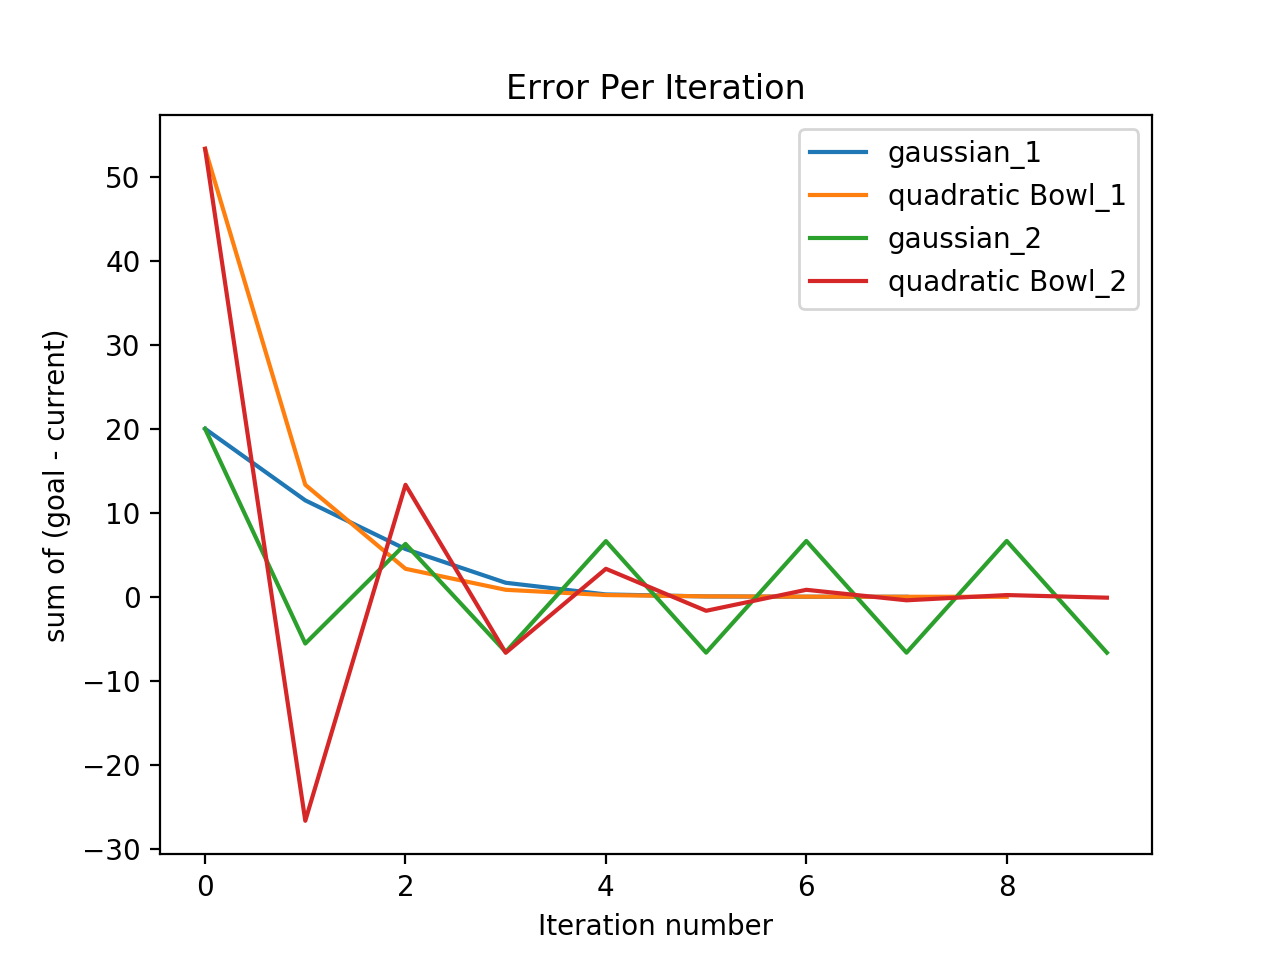 Error Per Iteration
gaussian_1
quadratic Bowl_1
gaussian_2
quadratic Bowl_2
sum of (goal - current)
50
40
30
20
10
0
−10
−20
−30
0 2 4 6 8
Iteration number